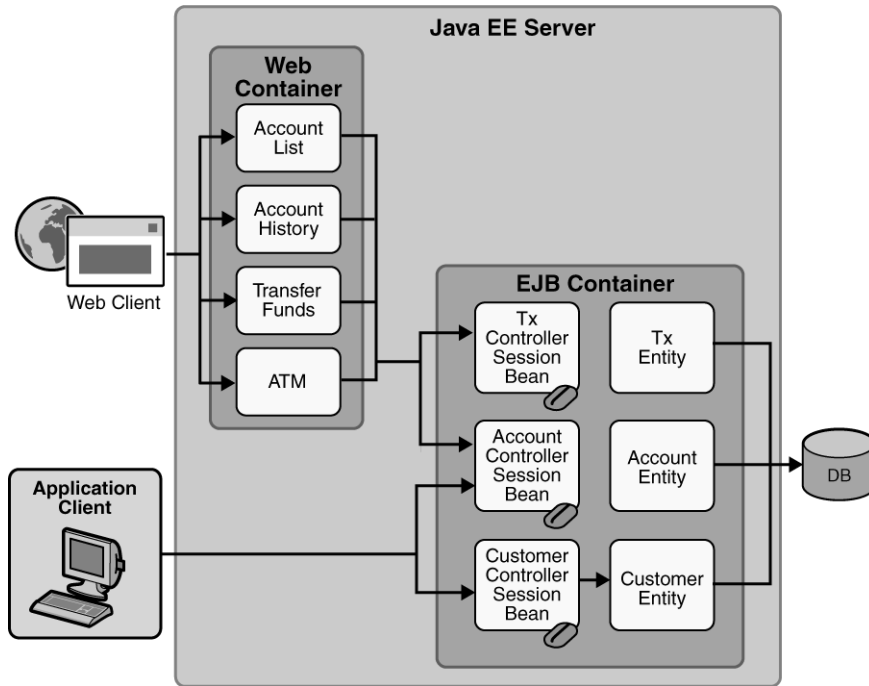 Java EE Server
Web
Container
Account
List
Account
History
Transfer
Funds
ATM
Web Client
EJB Container
Tx
Controller
Session
Bean
Tx
Entity
Account
Controller
Session
Bean
Account
Entity
Customer
Controller
Session
Bean
Customer
Entity
DB
Application
Client